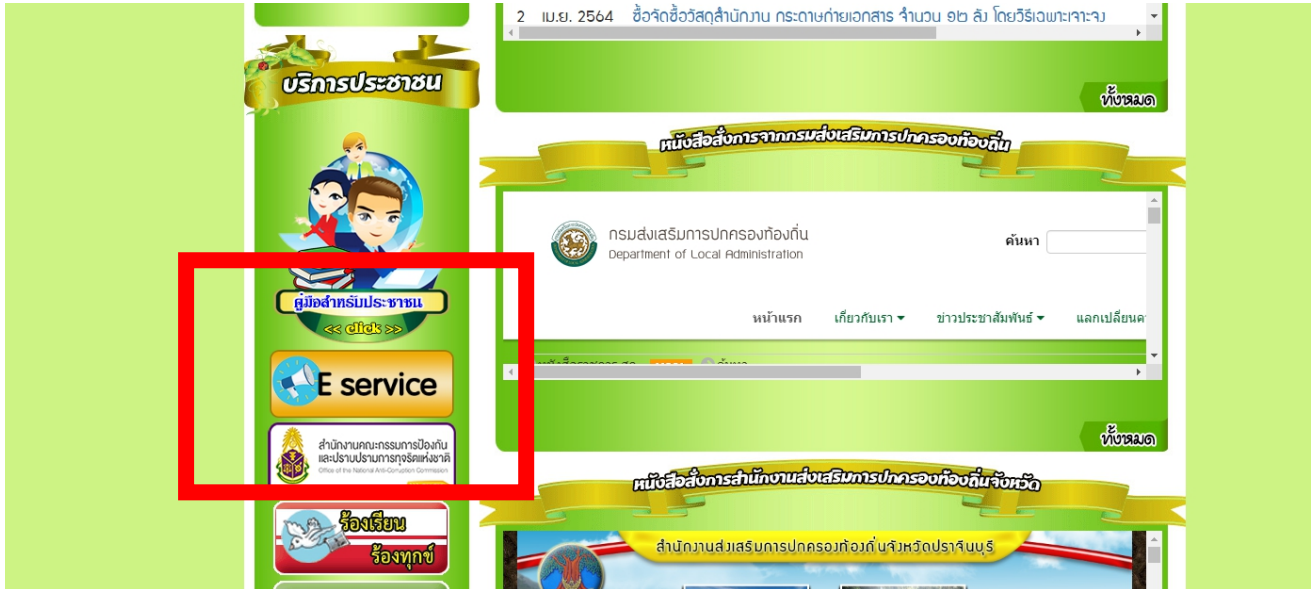 2 เม.ย. 2564 ซื้อจัดซื้อวัสดุสำนักงาน กระดาษถ่ายเอกสาร จำนวน ๑๒ ลัง โดยวิธีเฉพาะเจาะจง
ทั้งหมด
บริการประชาชน
คู่มือสำหรับประชาชน
<< click >>
E service
สำนักงานคณะกรรมการป้องกัน
และปราบปรามการทุจริตแห่งชาติ
Office of the National Anti-Corruption Commission
ร้องเรียน
ร้องทุกข์
หนังสือสั่งการจากกรมส่งเสริมการปกครองท้องถิ่น
กรมส่งเสริมการปกครองท้องถิ่น
Department of Local Administration
ค้นหา
หน้าแรก เกี่ยวกับเรา ข่าวประชาสัมพันธ์ แลกเปลี่ยน
ทั้งหมด
หนังสือสั่งการสำนักงานส่งเสริมการปกครองท้องถิ่นจังหวัด
สำนักงานส่งเสริมการปกครองท้องถิ่นจังหวัดปราจีนบุรี